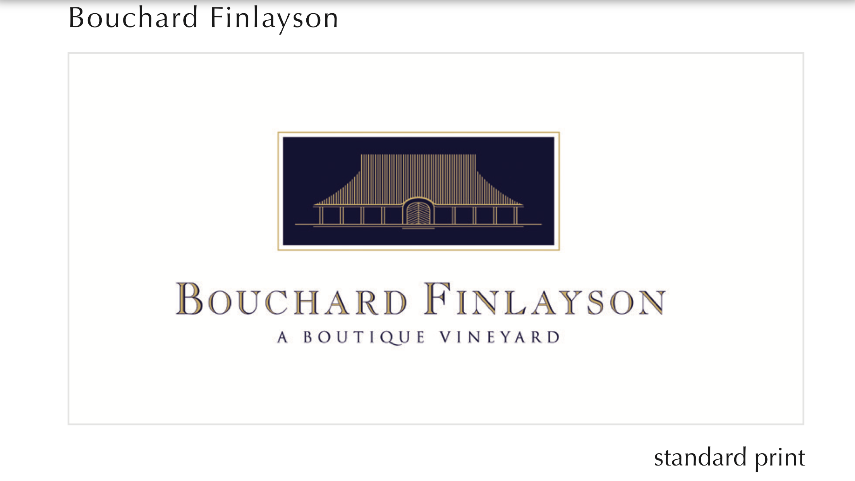 Bouchard Finlayson
BOUCHARD FINLAYSON
A BOUTIQUE VINEYARD
standard print